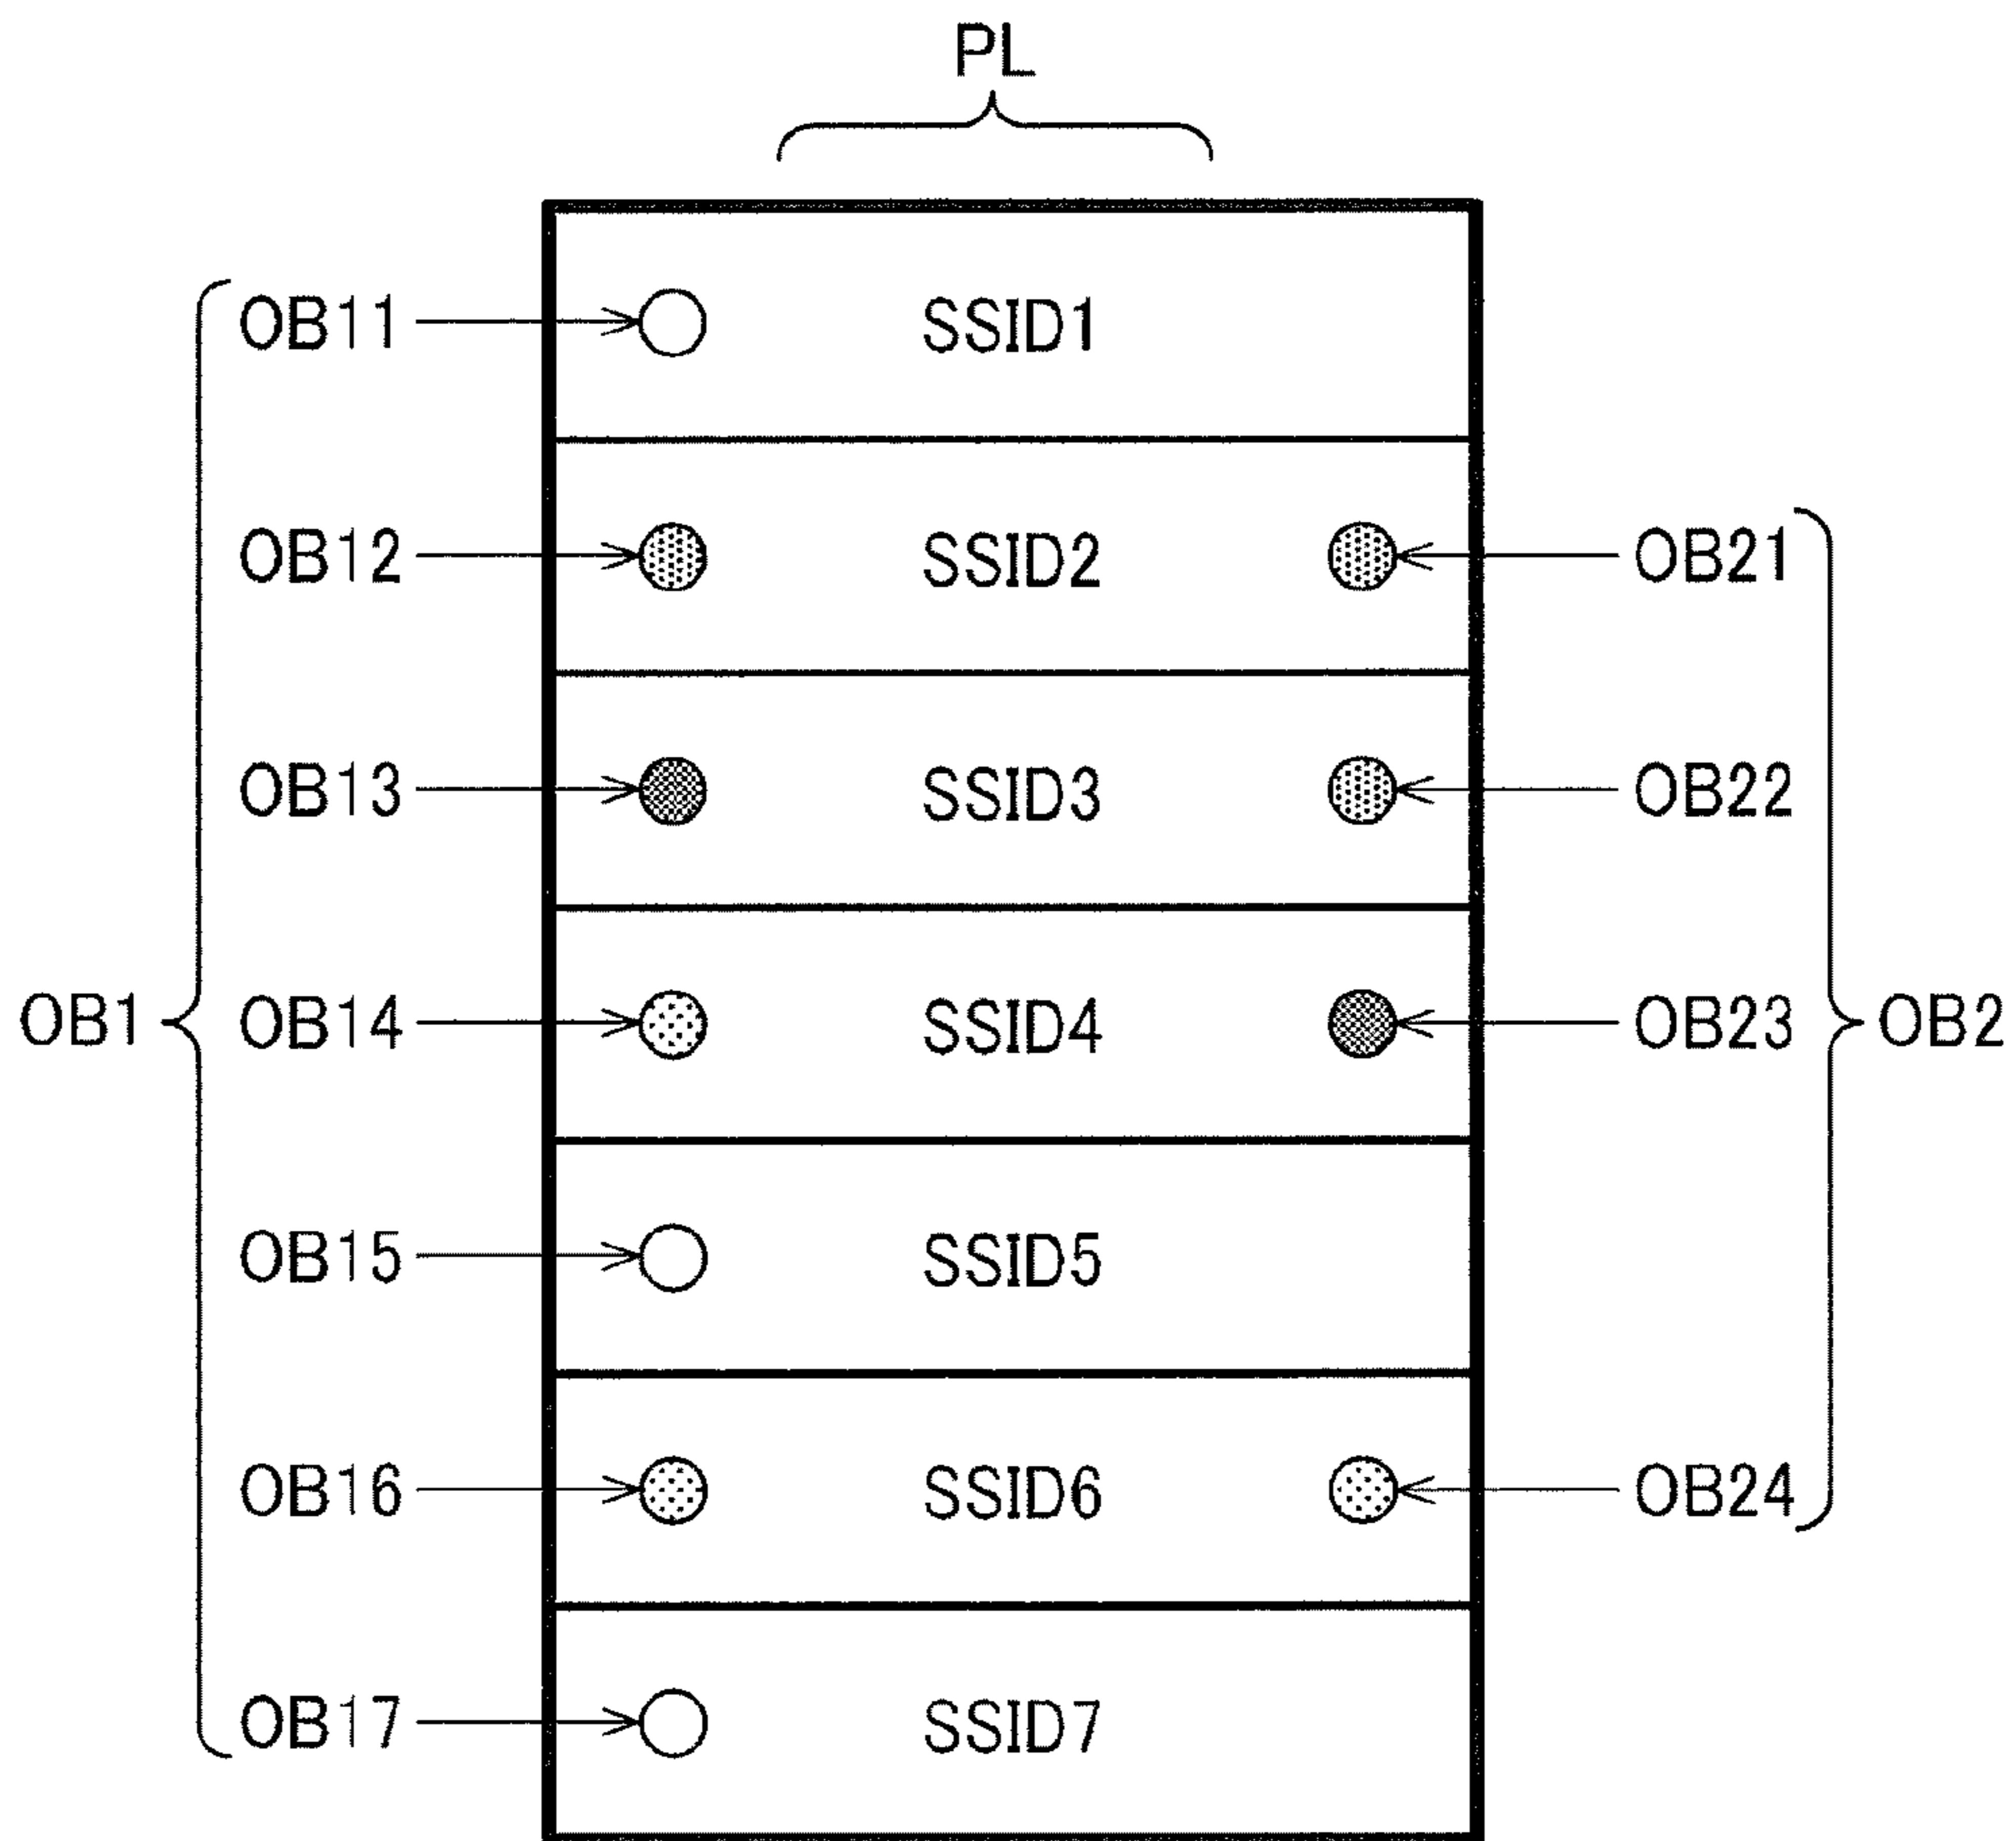 PL
OB11 SSID1
OB12 SSID2 OB21
OB13 SSID3 OB22
OB1 OB14 SSID4 OB23 OB2
OB15 SSID5
OB16 SSID6 OB24
OB17 SSID7